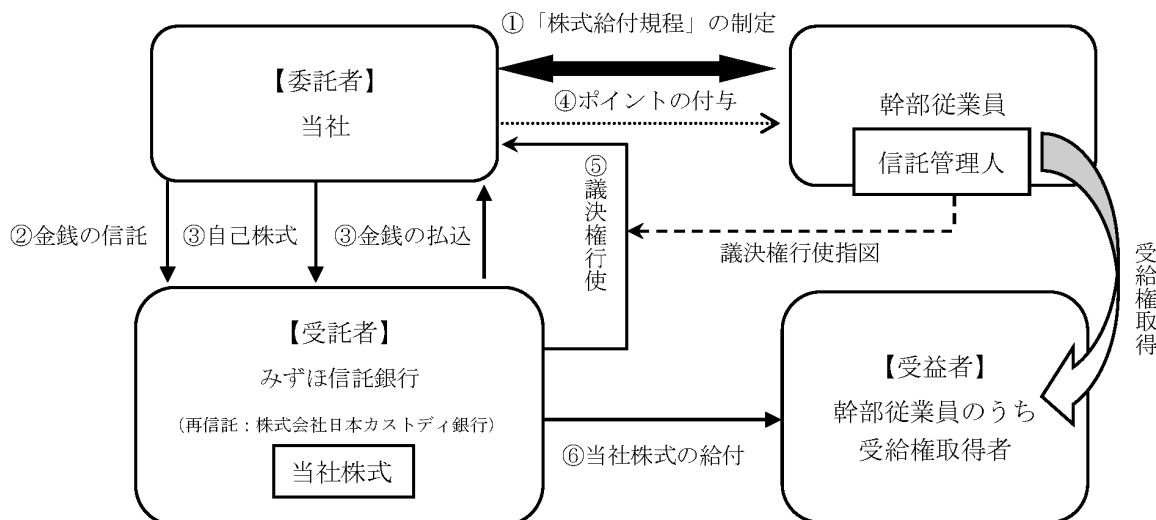 ①「株式給付規程」の制定
【委託者】
当社
④ポイントの付与
幹部従業員
信託管理人
②金銭の信託
③自己株式
③金銭の払込
⑤議決権行使
議決権行使指図
受給権取得
【受託者】
みずほ信託銀行
(再信託:株式会社日本カストディ銀行)
当社株式
⑥当社株式の給付
【受益者】
幹部従業員のうち
受給権取得者